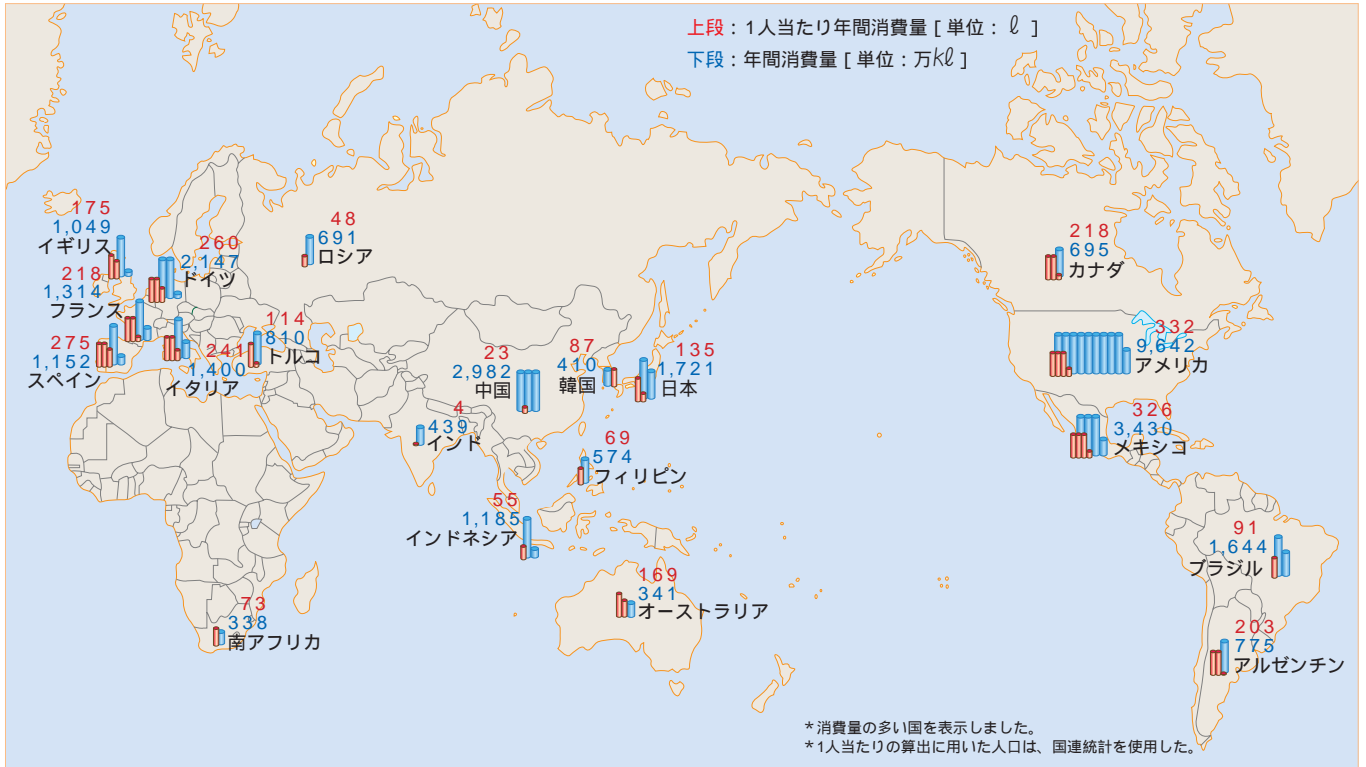 上段：1人当たり年間消費量 [ 単位： ℓ ]
下段：年間消費量 [ 単位：万kℓ ]
175
1,049
イギリス
260
2,147
ドイツ
48
691
ロシア
218
1,314
フランス
275
1,152
スペイン
241
1,400
イタリア
114
810
トルコ
23
2,982
中国
87
410
韓国
135
1,721
日本
4
439
インド
69
574
フィリピン
55
1,185
インドネシア
169
341
オーストラリア
73
338
南アフリカ
218
695
カナダ
332
9,642
アメリカ
326
3,430
メキシコ
91
1,644
ブラジル
203
775
アルゼンチン
*消費量の多い国を表示しました。
*1人当たりの算出に用いた人口は、国連統計を使用した。